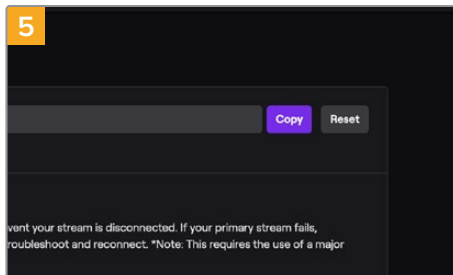 5
Copy Reset
vent your stream is disconnected. If your primary stream fails,
roubleshoot and reconnect. *Note: This requires the use of a major